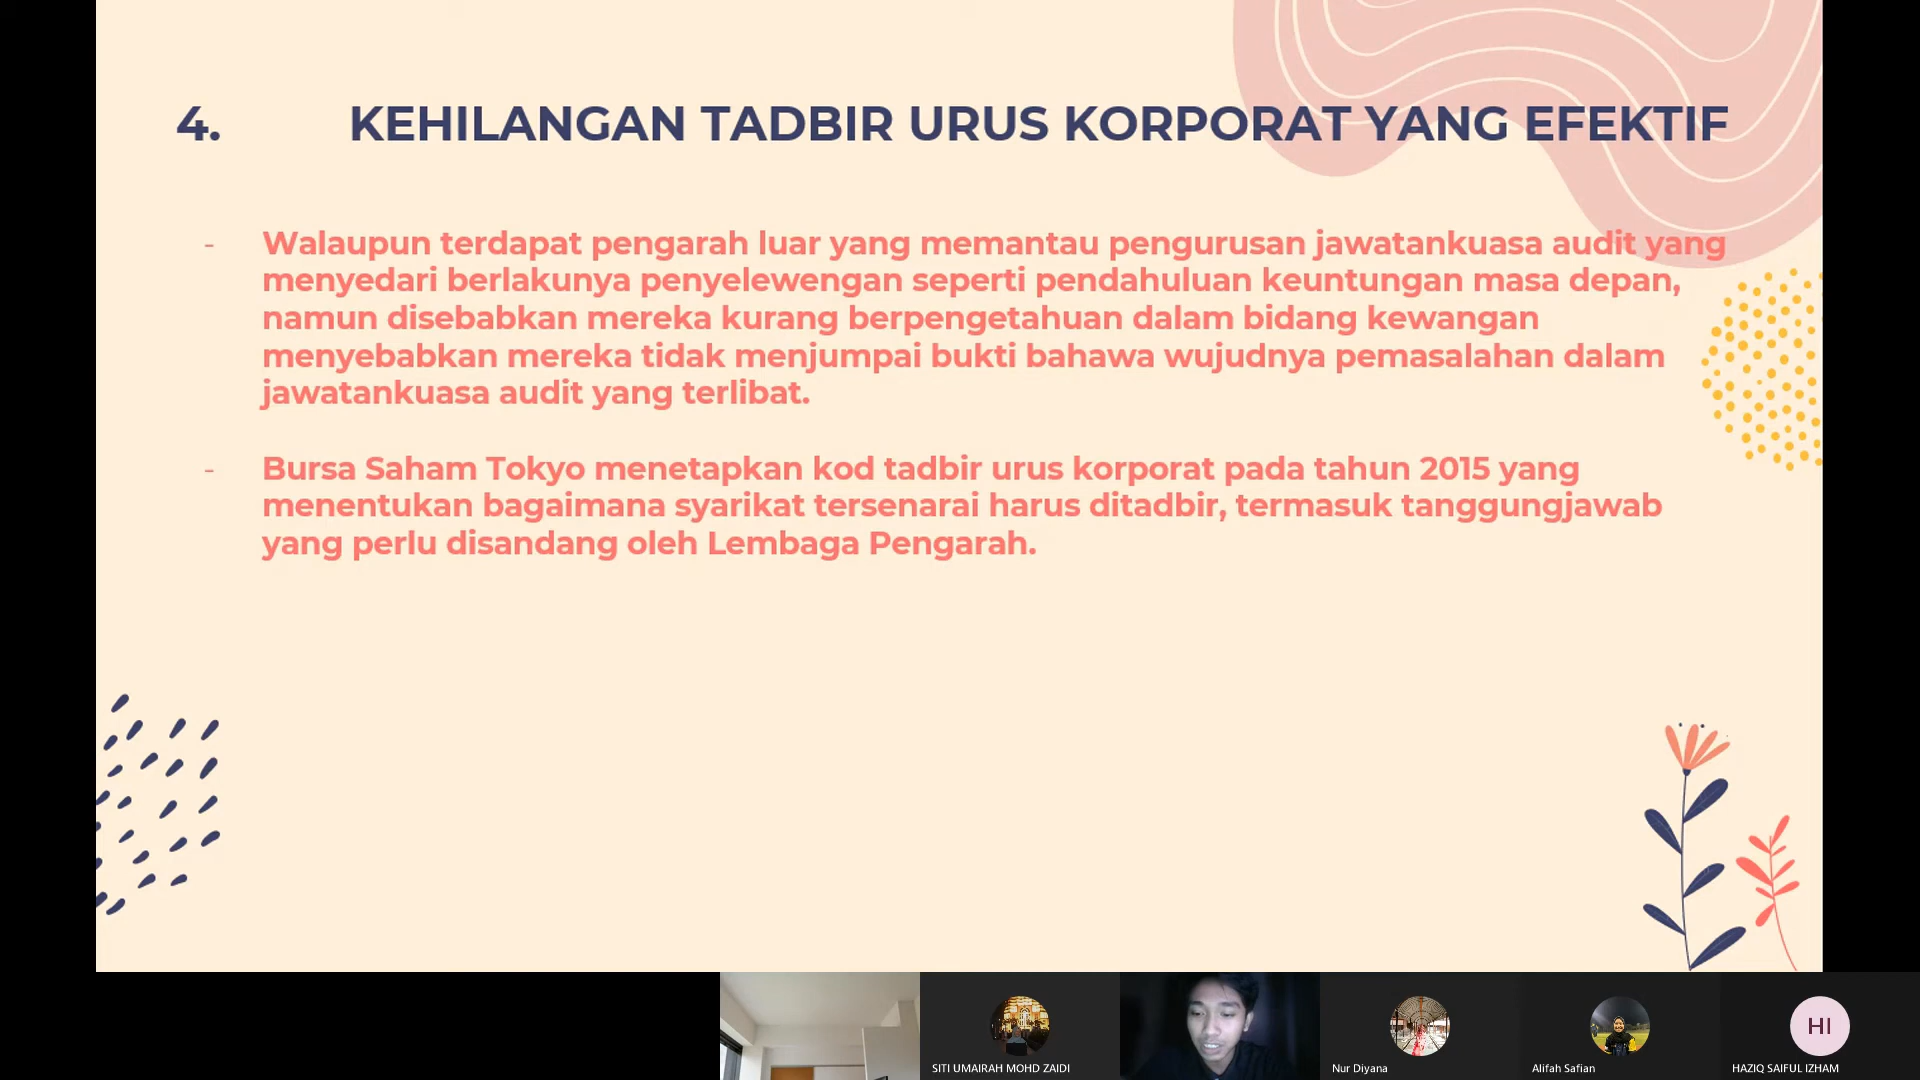 4. KEHILANGAN TADBIR URUS KORPORAT YANG EFEKTIF
- Walaupun terdapat pengarah luar yang memantau pengurusan jawatankuasa audit yang
menyedari berlakunya penyelewengan seperti pendahuluan keuntungan masa depan,
namun disebabkan mereka kurang berpengetahuan dalam bidang kewangan
menyebabkan mereka tidak menjumpai bukti bahawa wujudnya pemasalahan dalam
jawatankuasa audit yang terlibat.
- Bursa Saham Tokyo menetapkan kod tadbir urus korporat pada tahun 2015 yang
menentukan bagaimana syarikat tersenarai harus ditadbir, termasuk tanggungjawab
yang perlu disandang oleh Lembaga Pengarah.
HI
SITI UMAIRAH MOHD ZAIDI
Nur Diyana
Alifah Safian
HAZIQ SAIFUL IZHAM